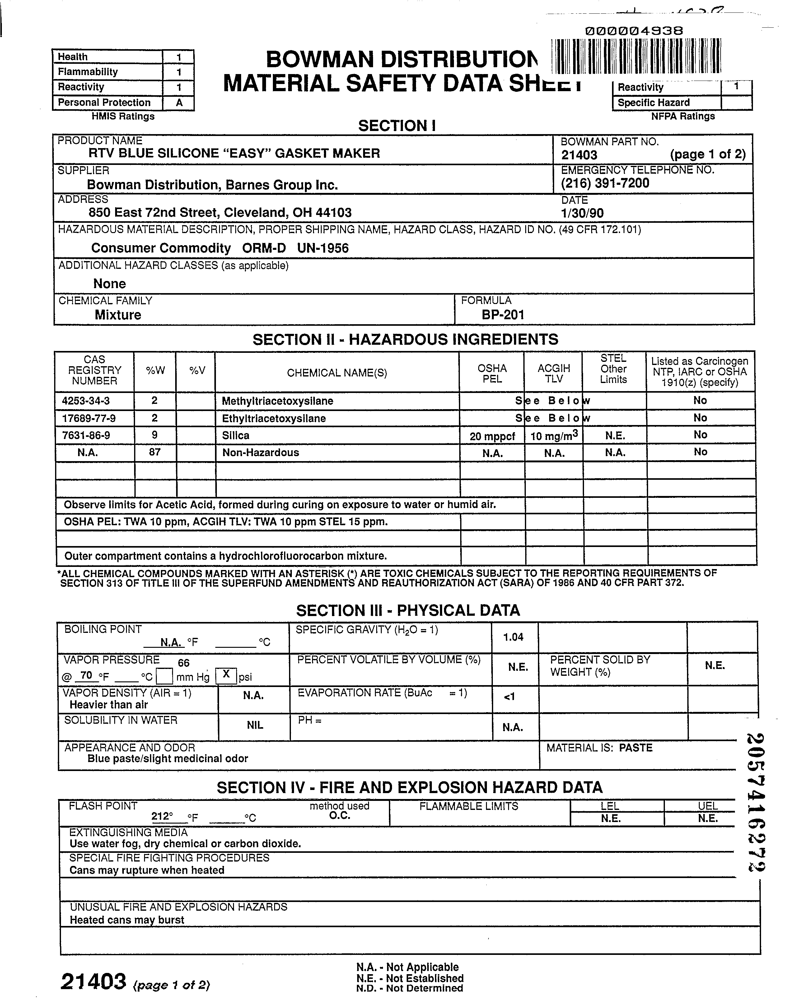 000004938
Health 1
Flammability 1
Reactivity 1
Personal Protection A
HMIS Ratings
BOWMAN DISTRIBUTION
MATERIAL SAFETY DATA SHEET
Reactivity 1
Specific Hazard
NFPA Ratings
SECTION I
PRODUCT NAME
RTV BLUE SILICONE "EASY" GASKET MAKER
BOWMAN PART NO.
21403 (page 1 of 2)
SUPPLIER
Bowman Distribution, Barnes Group Inc.
EMERGENCY TELEPHONE NO.
(216) 391-7200
ADDRESS
850 East 72nd Street, Cleveland, OH 44103
DATE
1/30/90
HAZARDOUS MATERIAL DESCRIPTION, PROPER SHIPPING NAME, HAZARD CLASS, HAZARD ID NO. (49 CFR 172.101)
Consumer Commodity ORM-D UN-1956
ADDITIONAL HAZARD CLASSES (as applicable)
None
CHEMICAL FAMILY
Mixture
FORMULA
BP-201
SECTION II - HAZARDOUS INGREDIENTS
CAS REGISTRY NUMBER %W %V CHEMICAL NAME(S) OSHA PEL ACGIH TLV STEL Other Limits Listed as Carcinogen NTP, IARC or OSHA 1910(z) (specify)
4253-34-3 2 Methyltriacetoxysilane See Below No
17689-77-9 2 Ethyltriacetoxysilane See Below No
7631-86-9 9 Silica 20 mppcf 10 mg/m3 N.E. No
N.A. 87 Non-Hazardous N.A. N.A. N.A. No
Observe limits for Acetic Acid, formed during curing on exposure to water or humid air.
OSHA PEL: TWA 10 ppm, ACGIH TLV: TWA 10 ppm STEL 15 ppm.
Outer compartment contains a hydrochlorofluorocarbon mixture.
*ALL CHEMICAL COMPOUNDS MARKED WITH AN ASTERISK (*) ARE TOXIC CHEMICALS SUBJECT TO THE REPORTING REQUIREMENTS OF
SECTION 313 OF TITLE III OF THE SUPERFUND AMENDMENTS AND REAUTHORIZATION ACT (SARA) OF 1986 AND 40 CFR PART 372.
SECTION III - PHYSICAL DATA
BOILING POINT
N.A. °F °C
SPECIFIC GRAVITY (H2O = 1) 1.04
VAPOR PRESSURE 66
@ 70 °F °C mm Hg X psi
PERCENT VOLATILE BY VOLUME (%) N.E.
PERCENT SOLID BY WEIGHT (%) N.E.
VAPOR DENSITY (AIR = 1) N.A.
Heavier than air
EVAPORATION RATE (BuAc = 1) <1
SOLUBILITY IN WATER NIL
PH = N.A.
APPEARANCE AND ODOR
Blue paste/slight medicinal odor
MATERIAL IS: PASTE
SECTION IV - FIRE AND EXPLOSION HAZARD DATA
FLASH POINT method used
212° °F °C O.C.
FLAMMABLE LIMITS
LEL UEL
N.E. N.E.
EXTINGUISHING MEDIA
Use water fog, dry chemical or carbon dioxide.
SPECIAL FIRE FIGHTING PROCEDURES
Cans may rupture when heated
UNUSUAL FIRE AND EXPLOSION HAZARDS
Heated cans may burst
2057416272
21403 (page 1 of 2)
N.A. - Not Applicable
N.E. - Not Established
N.D. - Not Determined